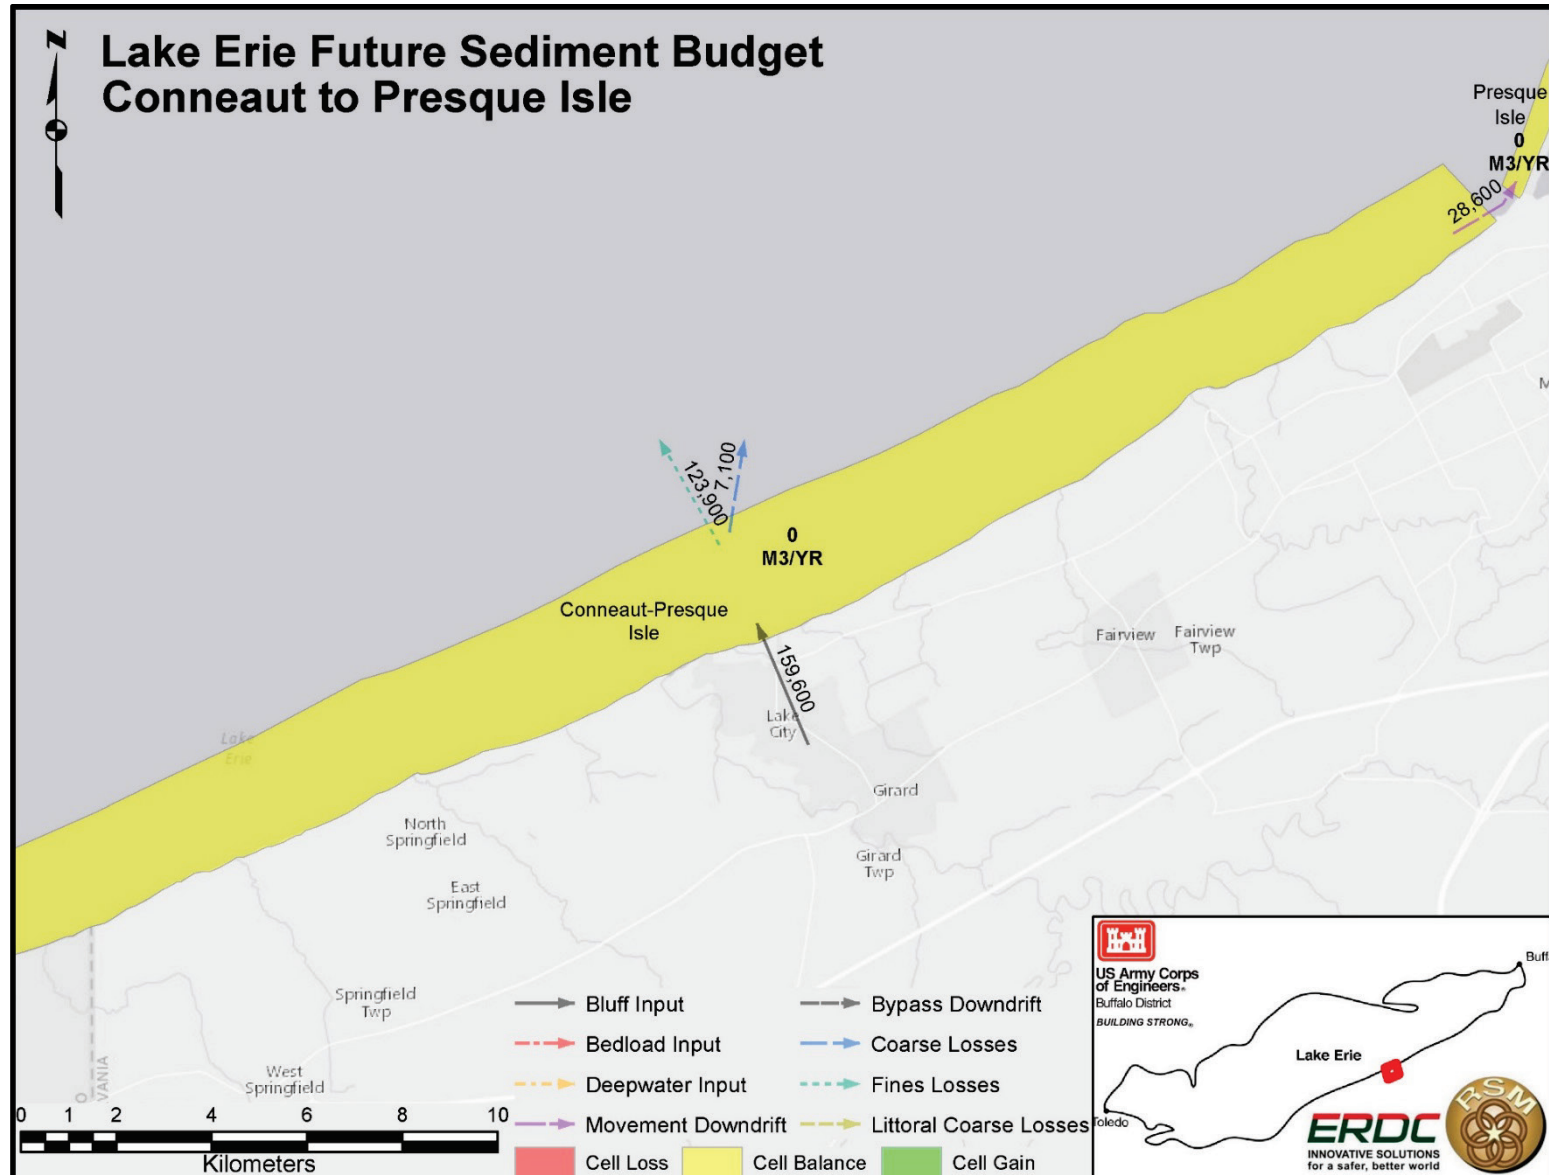 N
Lake Erie Future Sediment Budget
Conneaut to Presque Isle
Presque
Isle
0
M3/YR
28,600
123,900
7,100
0
M3/YR
Conneaut-Presque
Isle
159,600
Fairview
Fairview
Twp
Lake
City
Lake
Erie
Girard
North
Springfield
Girard
Twp
East
Springfield
Springfield
Twp
West
Springfield
VANIA
O
M
0 1 2 4 6 8 10
Kilometers
Bluff Input
Bedload Input
Deepwater Input
Movement Downdrift
Bypass Downdrift
Coarse Losses
Fines Losses
Littoral Coarse Losses
Cell Loss
Cell Balance
Cell Gain
US Army Corps
of Engineers®
Buffalo District
BUILDING STRONG®
Buff
Lake Erie
Toledo
ERDC
INNOVATIVE SOLUTIONS
for a safer, better world
RSM